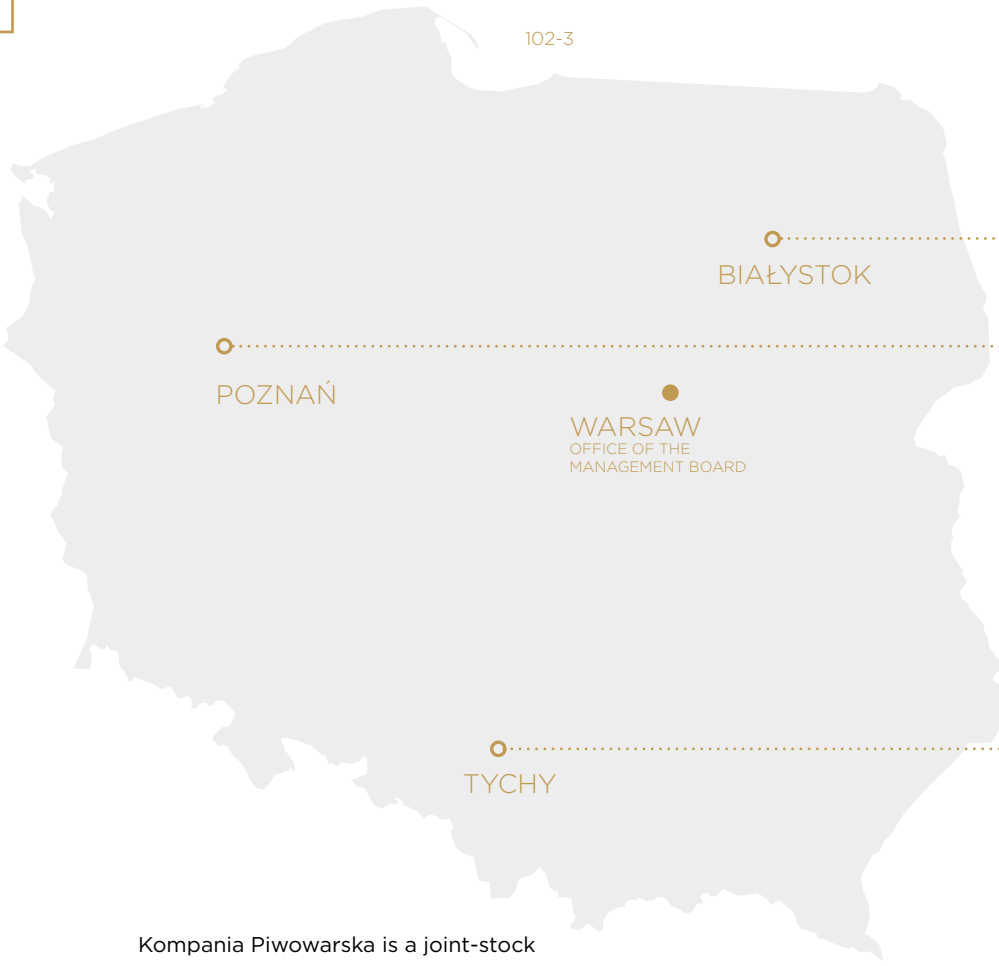 102-3
BIAŁYSTOK
POZNAŃ
WARSAW
OFFICE OF THE
MANAGEMENT BOARD
TYCHY
Kompania Piwowarska is a joint-stock